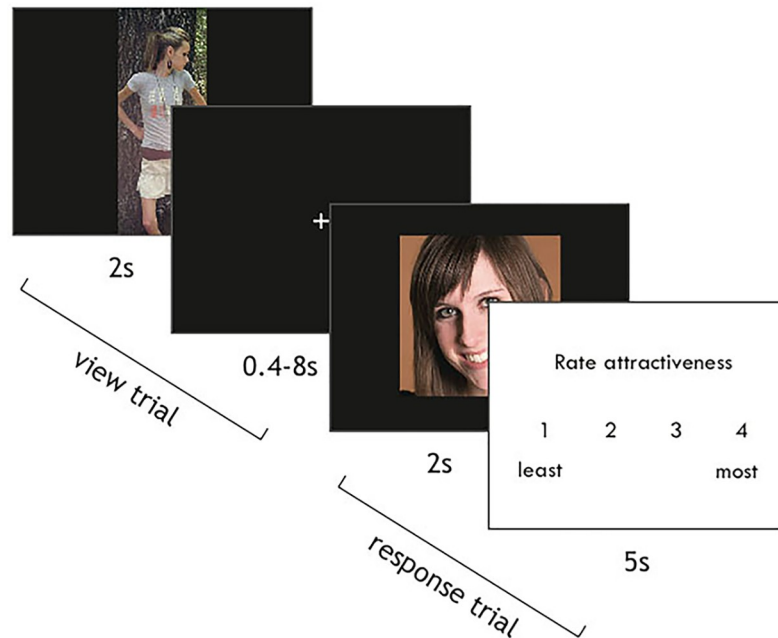 2s
view trial
0.4-8s
2s
response trial
Rate attractiveness
1 2 3 4
least most
5s